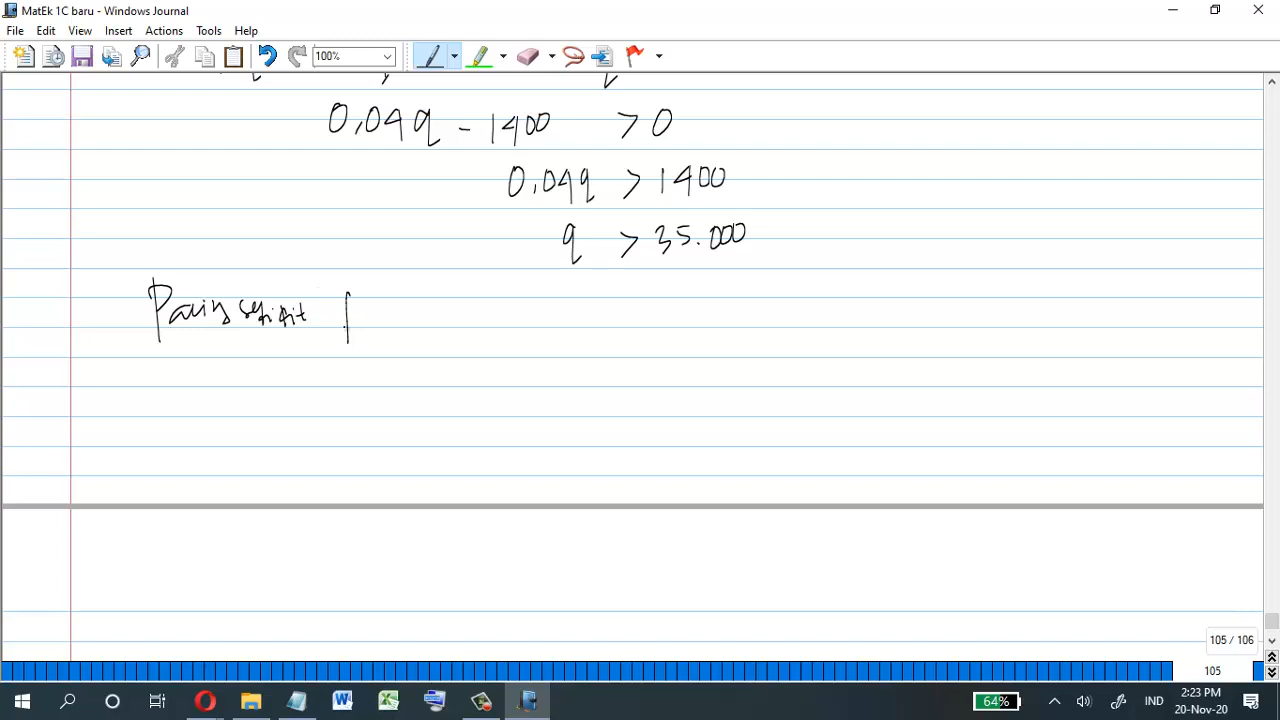 MatEk 1C baru - Windows Journal
File Edit View Insert Actions Tools Help
100%
0,04q - 1400 > 0
0,04q > 1400
q > 35.000
105 / 106
105
64%
IND
2:23 PM
20-Nov-20